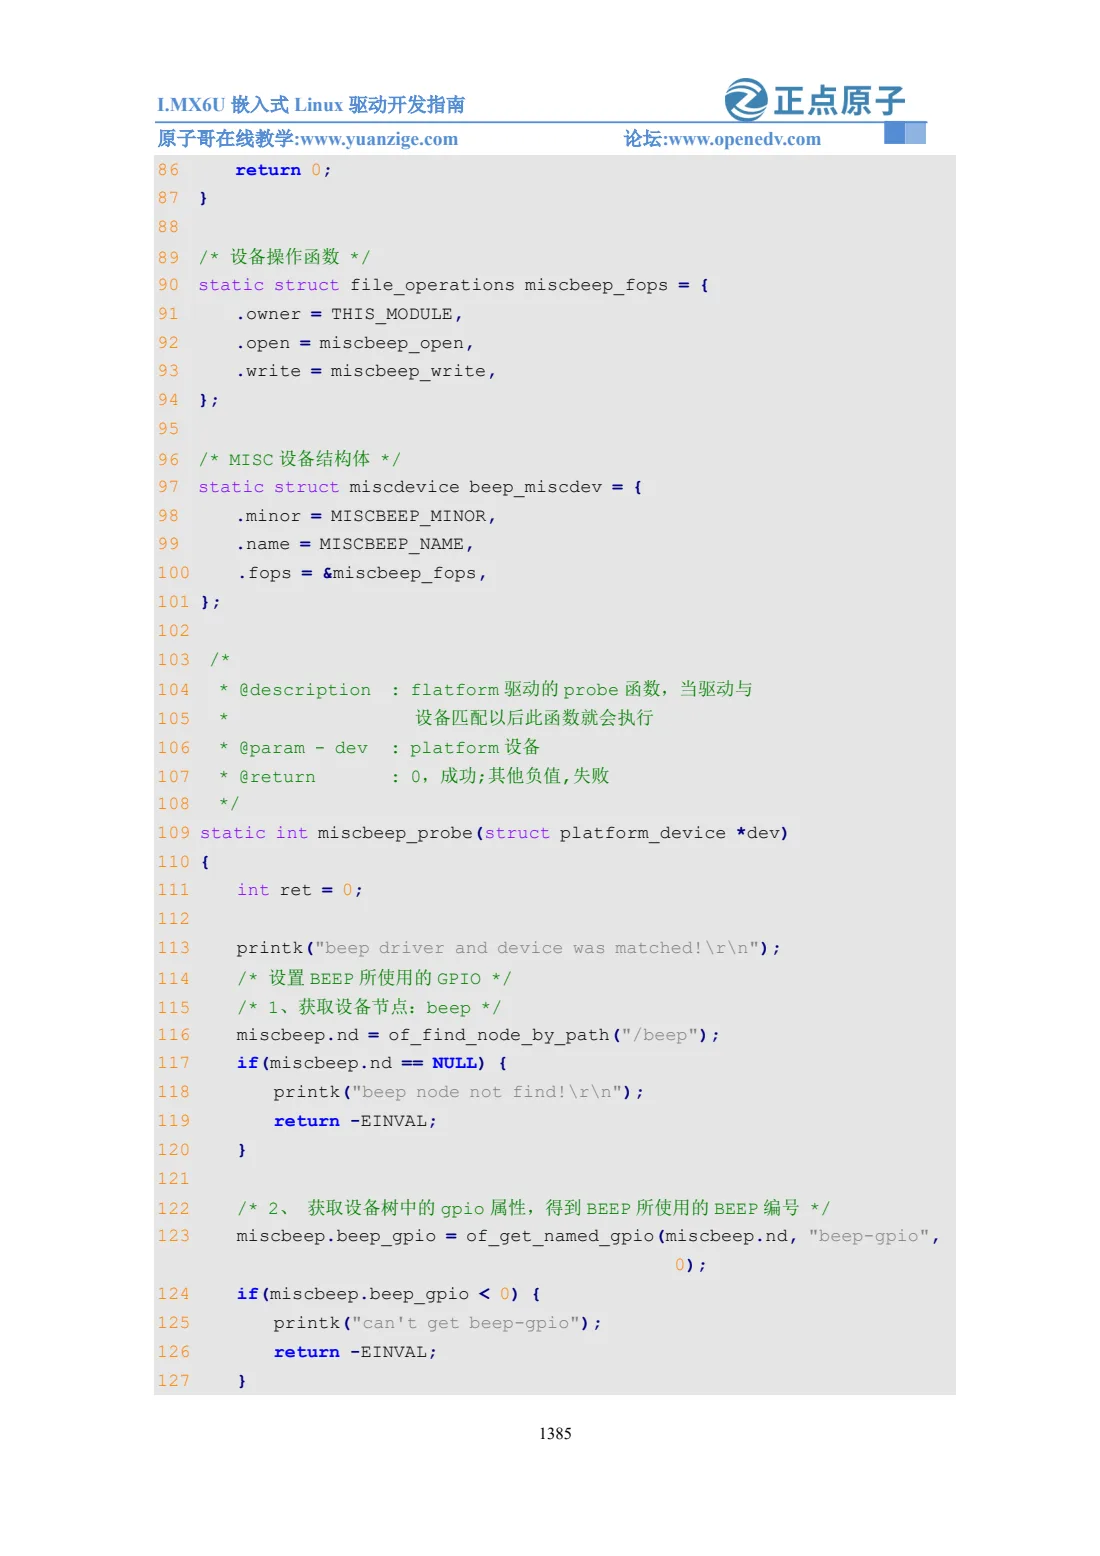 I.MX6U 嵌入式 Linux 驱动开发指南
正点原子
原子哥在线教学:www.yuanzige.com 论坛:www.openedv.com
86 return 0;
87 }
88
89 /* 设备操作函数 */
90 static struct file_operations miscbeep_fops = {
91 .owner = THIS_MODULE,
92 .open = miscbeep_open,
93 .write = miscbeep_write,
94 };
95
96 /* MISC 设备结构体 */
97 static struct miscdevice beep_miscdev = {
98 .minor = MISCBEEP_MINOR,
99 .name = MISCBEEP_NAME,
100 .fops = &miscbeep_fops,
101 };
102
103 /*
104 * @description : flatform 驱动的 probe 函数，当驱动与
105 * 设备匹配以后此函数就会执行
106 * @param - dev : platform 设备
107 * @return : 0，成功;其他负值,失败
108 */
109 static int miscbeep_probe(struct platform_device *dev)
110 {
111 int ret = 0;
112
113 printk("beep driver and device was matched!\r\n");
114 /* 设置 BEEP 所使用的 GPIO */
115 /* 1、获取设备节点：beep */
116 miscbeep.nd = of_find_node_by_path("/beep");
117 if(miscbeep.nd == NULL) {
118 printk("beep node not find!\r\n");
119 return -EINVAL;
120 }
121
122 /* 2、 获取设备树中的 gpio 属性，得到 BEEP 所使用的 BEEP 编号 */
123 miscbeep.beep_gpio = of_get_named_gpio(miscbeep.nd, "beep-gpio",
0);
124 if(miscbeep.beep_gpio < 0) {
125 printk("can't get beep-gpio");
126 return -EINVAL;
127 }
1385